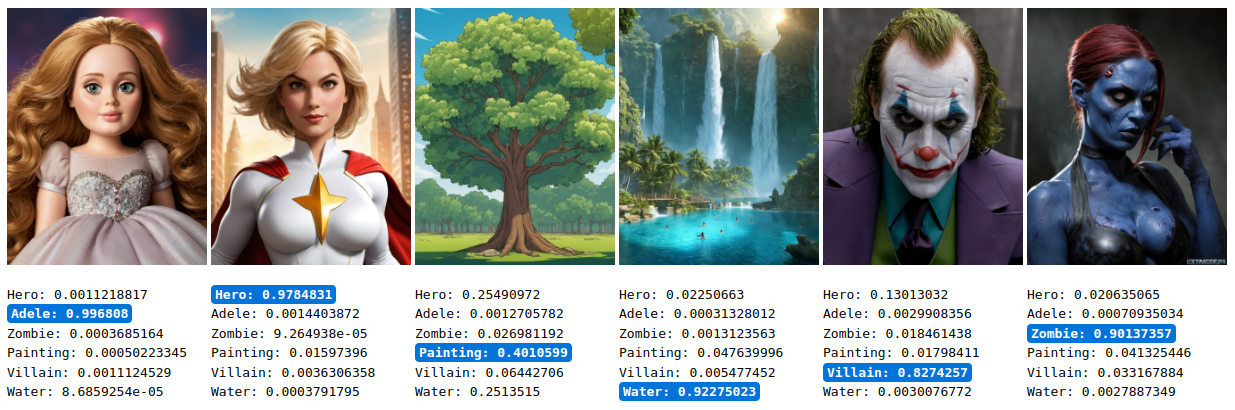 Hero: 0.0011218817
Adele: 0.996808
Zombie: 0.0003685164
Painting: 0.00050223345
Villain: 0.0011124529
Water: 8.6859254e-05
Hero: 0.9784831
Adele: 0.0014403872
Zombie: 9.264938e-05
Painting: 0.01597396
Villain: 0.0036306358
Water: 0.0003791795
Hero: 0.25490972
Adele: 0.0012705782
Zombie: 0.026981192
Painting: 0.4010599
Villain: 0.06442706
Water: 0.2513515
Hero: 0.02250663
Adele: 0.00031328012
Zombie: 0.0013123563
Painting: 0.047639996
Villain: 0.005477452
Water: 0.92275023
Hero: 0.13013032
Adele: 0.0029908356
Zombie: 0.018461438
Painting: 0.01798411
Villain: 0.8274257
Water: 0.0030076772
Hero: 0.020635065
Adele: 0.00070935034
Zombie: 0.90137357
Painting: 0.041325446
Villain: 0.033167884
Water: 0.0027887349